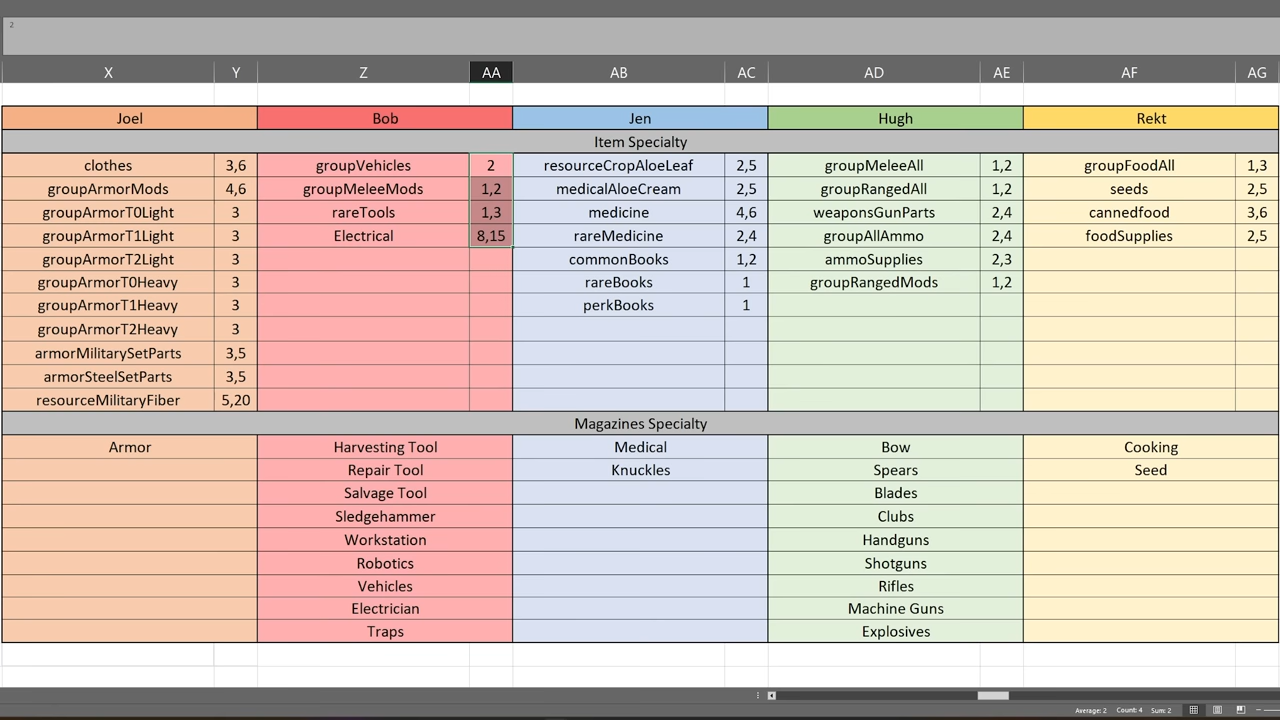 2
X Y Z AA AB AC AD AE AF AG
Joel Bob Jen Hugh Rekt
Item Specialty
clothes 3,6 groupVehicles 2 resourceCropAloeLeaf 2,5 groupMeleeAll 1,2 groupFoodAll 1,3
groupArmorMods 4,6 groupMeleeMods 1,2 medicalAloeCream 2,5 groupRangedAll 1,2 seeds 2,5
groupArmorT0Light 3 rareTools 1,3 medicine 4,6 weaponsGunParts 2,4 cannedfood 3,6
groupArmorT1Light 3 Electrical 8,15 rareMedicine 2,4 groupAllAmmo 2,4 foodSupplies 2,5
groupArmorT2Light 3 commonBooks 1,2 ammoSupplies 2,3
groupArmorT0Heavy 3 rareBooks 1 groupRangedMods 1,2
groupArmorT1Heavy 3 perkBooks 1
groupArmorT2Heavy 3
armorMilitarySetParts 3,5
armorSteelSetParts 3,5
resourceMilitaryFiber 5,20
Magazines Specialty
Armor Harvesting Tool Medical Bow Cooking
Repair Tool Knuckles Spears Seed
Salvage Tool Blades
Sledgehammer Clubs
Workstation Handguns
Robotics Shotguns
Vehicles Rifles
Electrician Machine Guns
Traps Explosives
Average: 2 Count: 4 Sum: 2